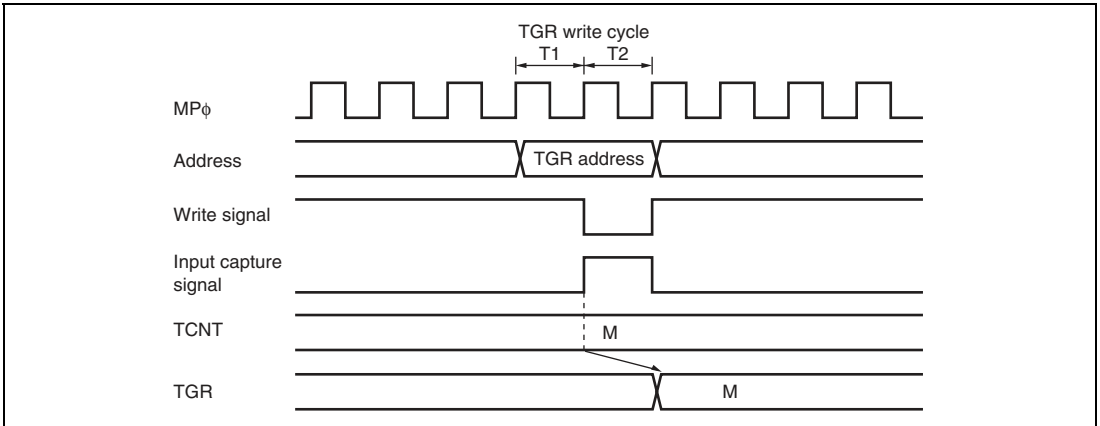 TGR write cycle
T1 T2
MPϕ
Address
TGR address
Write signal
Input capture
signal
TCNT
M
TGR
M